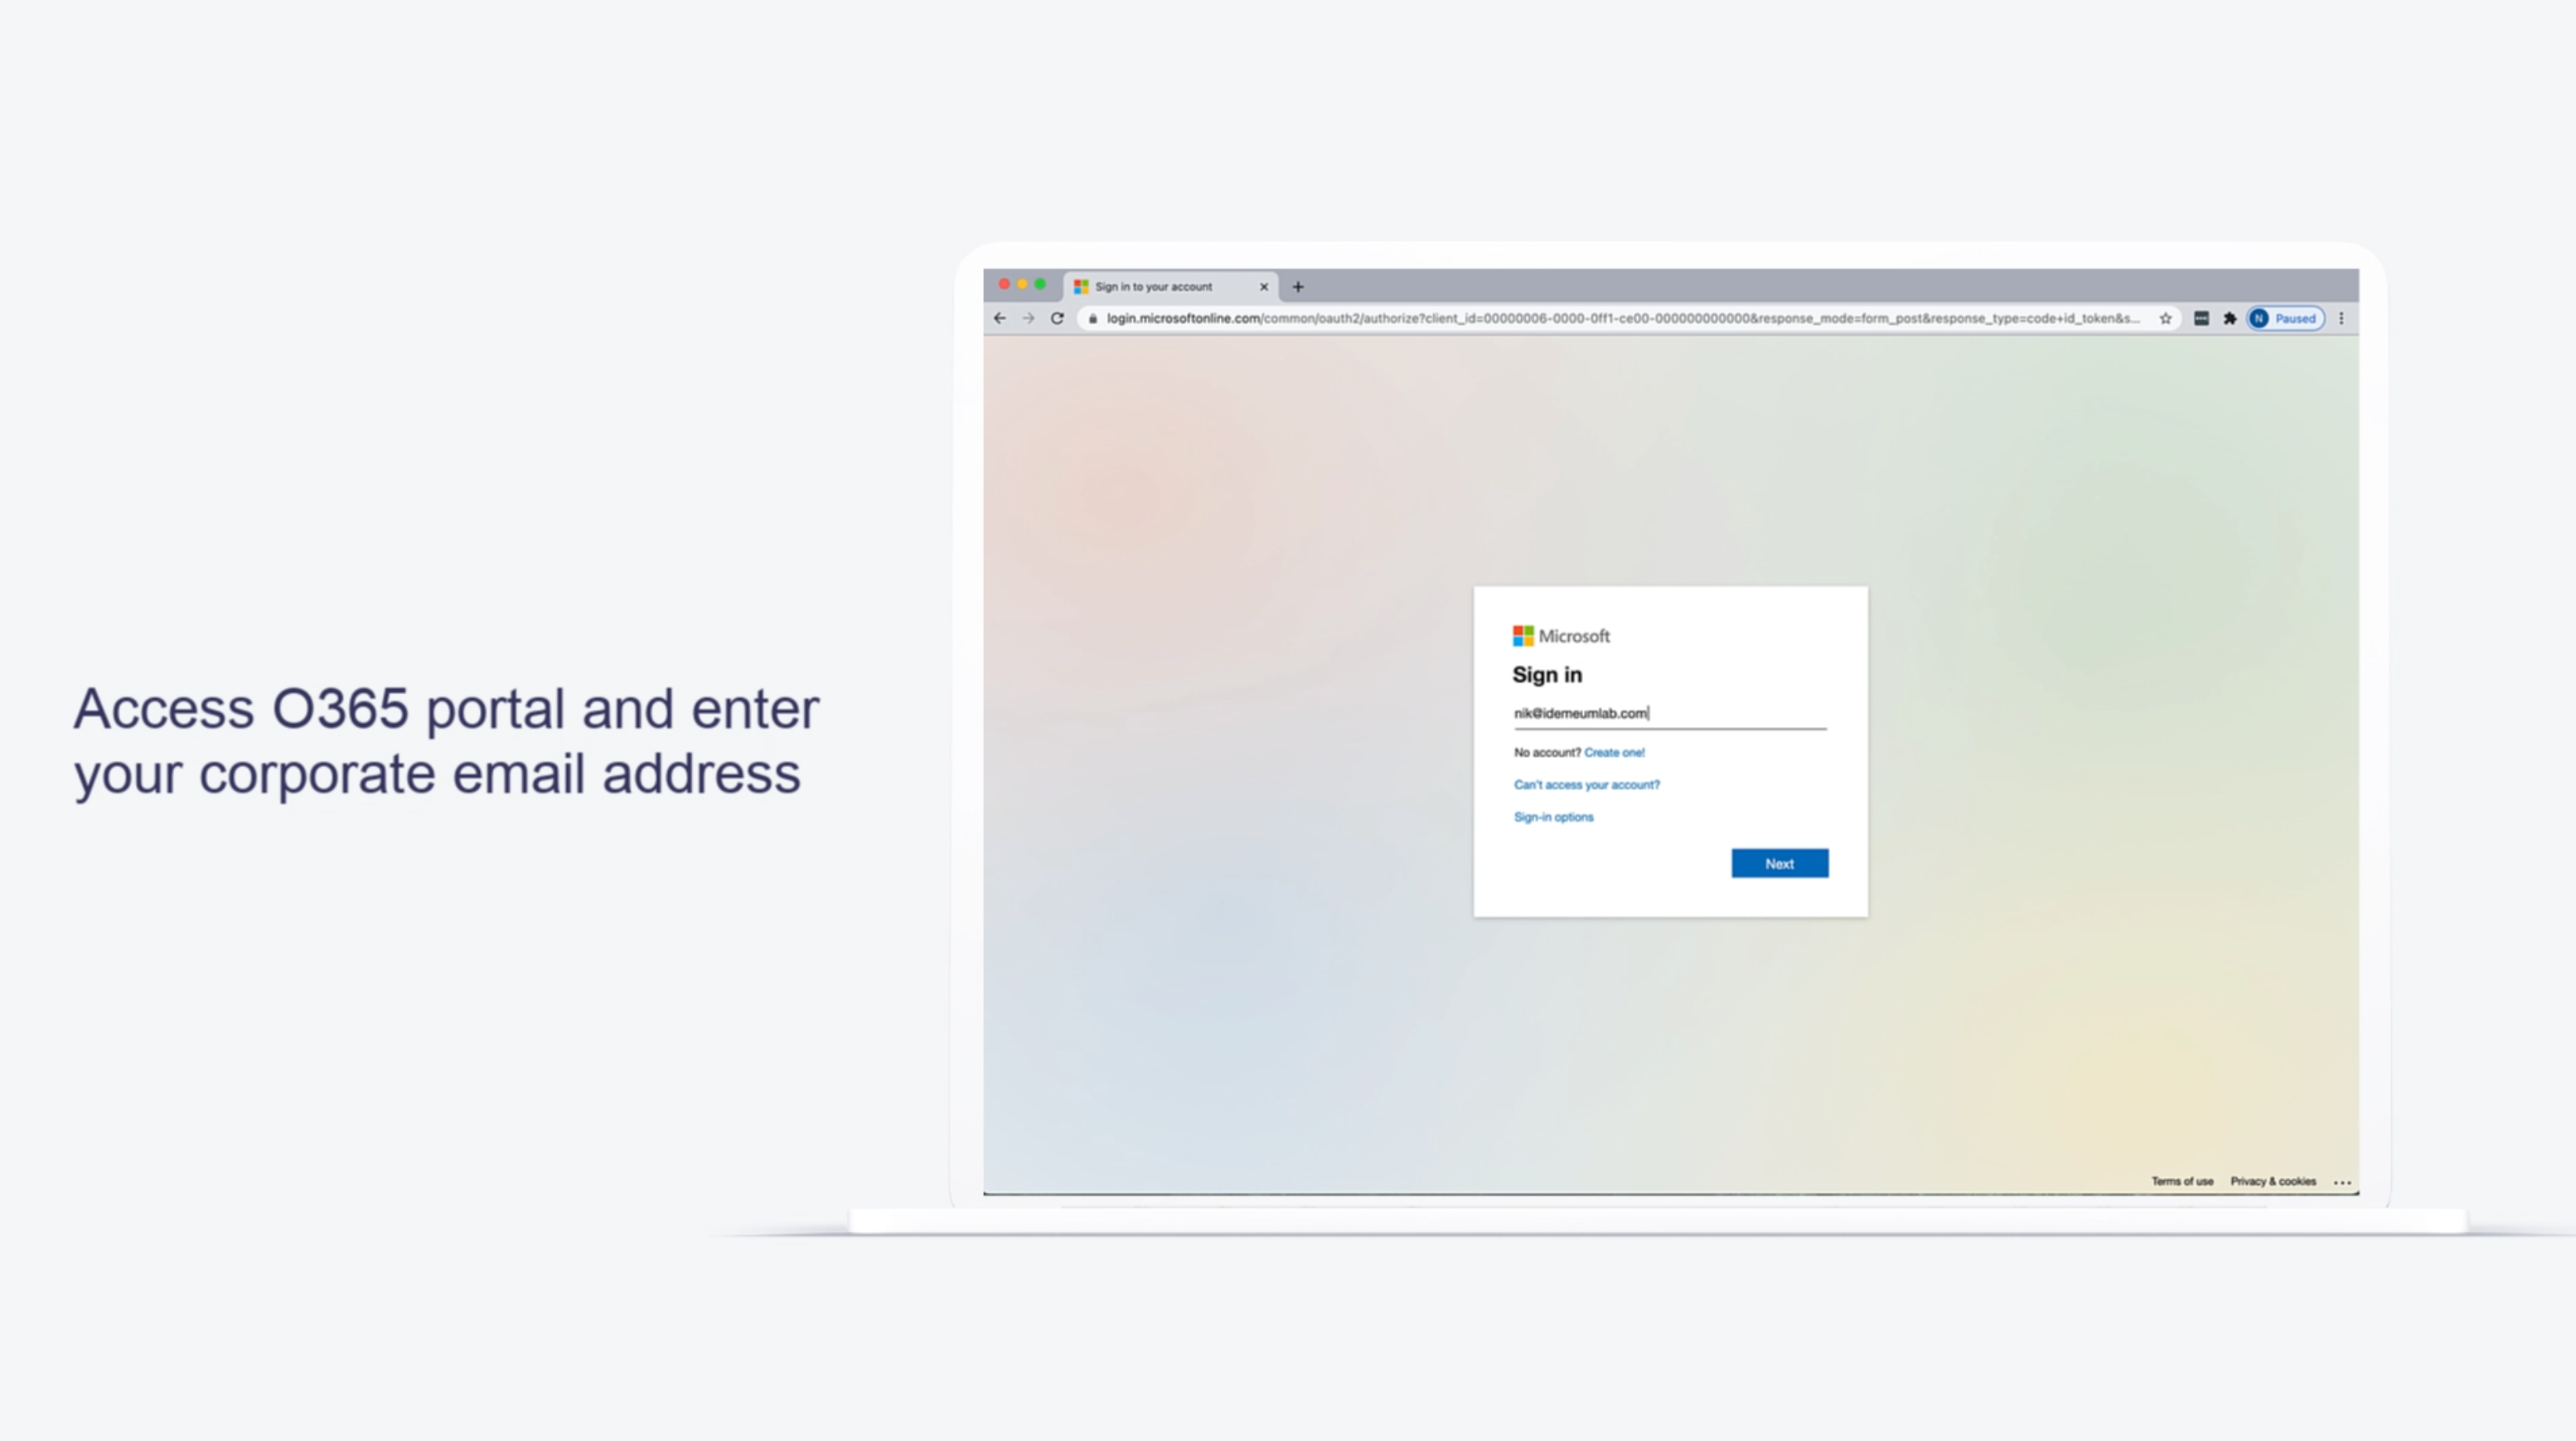 Access O365 portal and enter
your corporate email address
Sign in to your account
login.microsoftonline.com/common/oauth2/authorize?client_id=00000006-0000-0ff1-ce00-000000000000&response_mode=form_post&response_type=code+id_token&s...
N Paused
Microsoft
Sign in
nik@idemeumlab.com
No account? Create one!
Can't access your account?
Sign-in options
Next
Terms of use Privacy & cookies ...